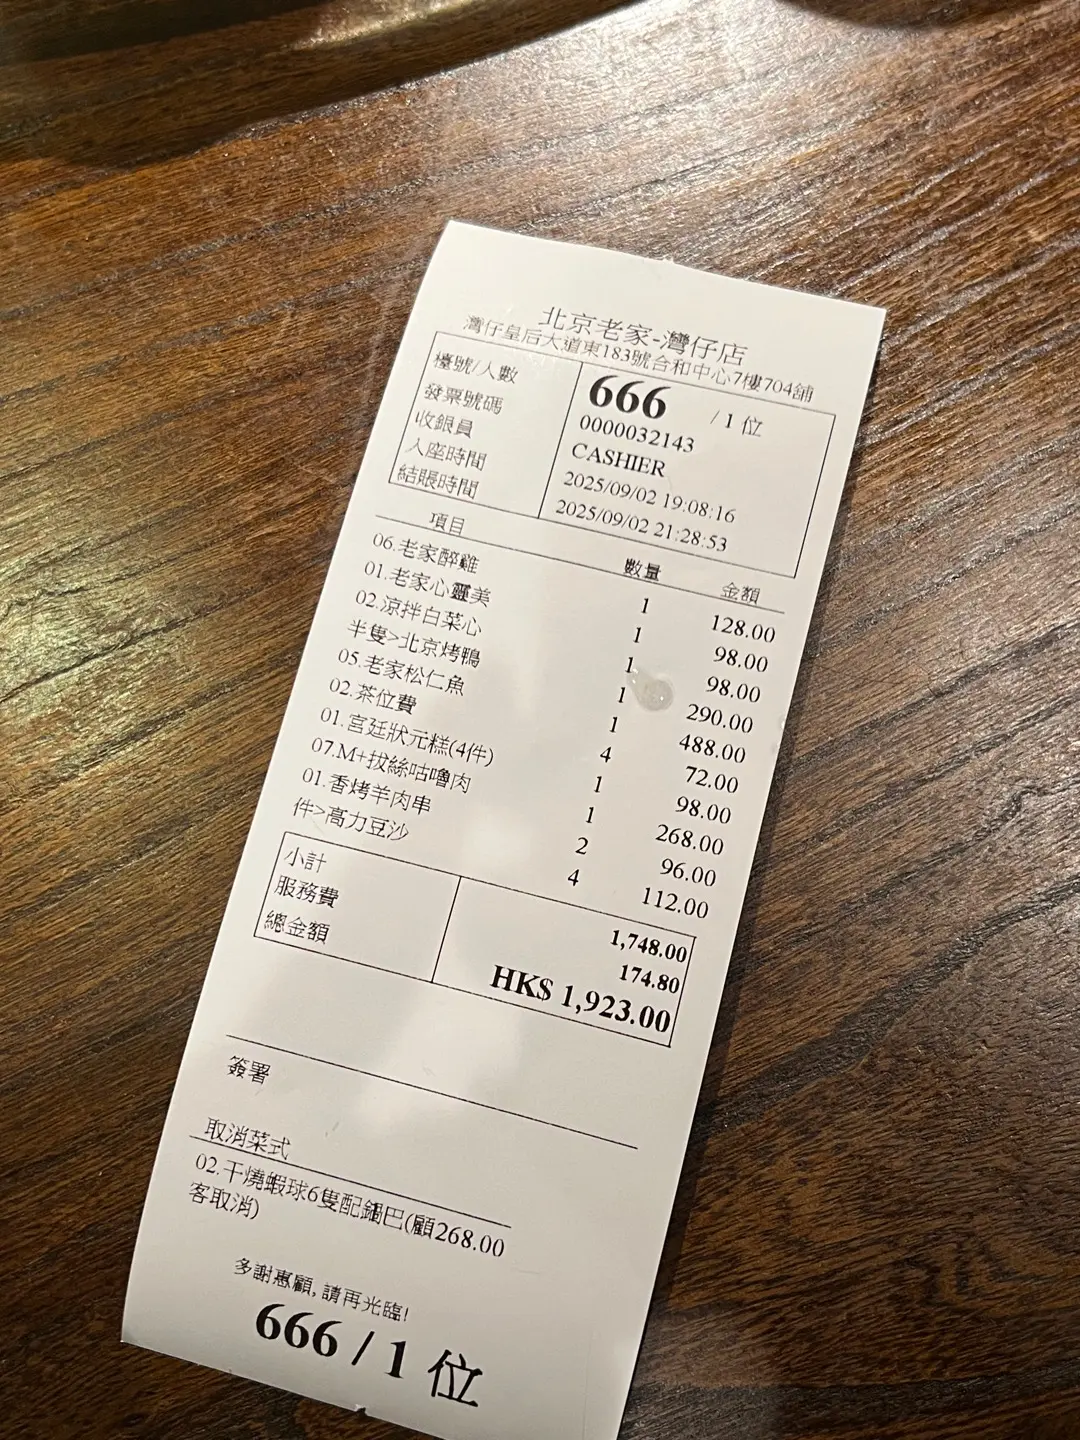 北京老家-灣仔店
灣仔皇后大道東183號合和中心7樓704舖
檯號/人數 666 / 1 位
發票號碼 0000032143
收銀員 CASHIER
入座時間 2025/09/02 19:08:16
結賬時間 2025/09/02 21:28:53
項目 數量 金額
06.老家醉雞 1 128.00
01.老家心靈美 1 98.00
02.涼拌白菜心 1 98.00
半隻>北京烤鴨 1 290.00
05.老家松仁魚 1 488.00
02.茶位費 4 72.00
01.宮廷狀元糕(4件) 1 98.00
07.M+拔絲咕嚕肉 1 268.00
01.香烤羊肉串 2 96.00
件>高力豆沙 4 112.00
小計 1,748.00
服務費 174.80
總金額 HK$ 1,923.00
簽署
取消菜式
02.干燒蝦球6隻配鍋巴(顧268.00
客取消)
多謝惠顧, 請再光臨!
666 / 1 位